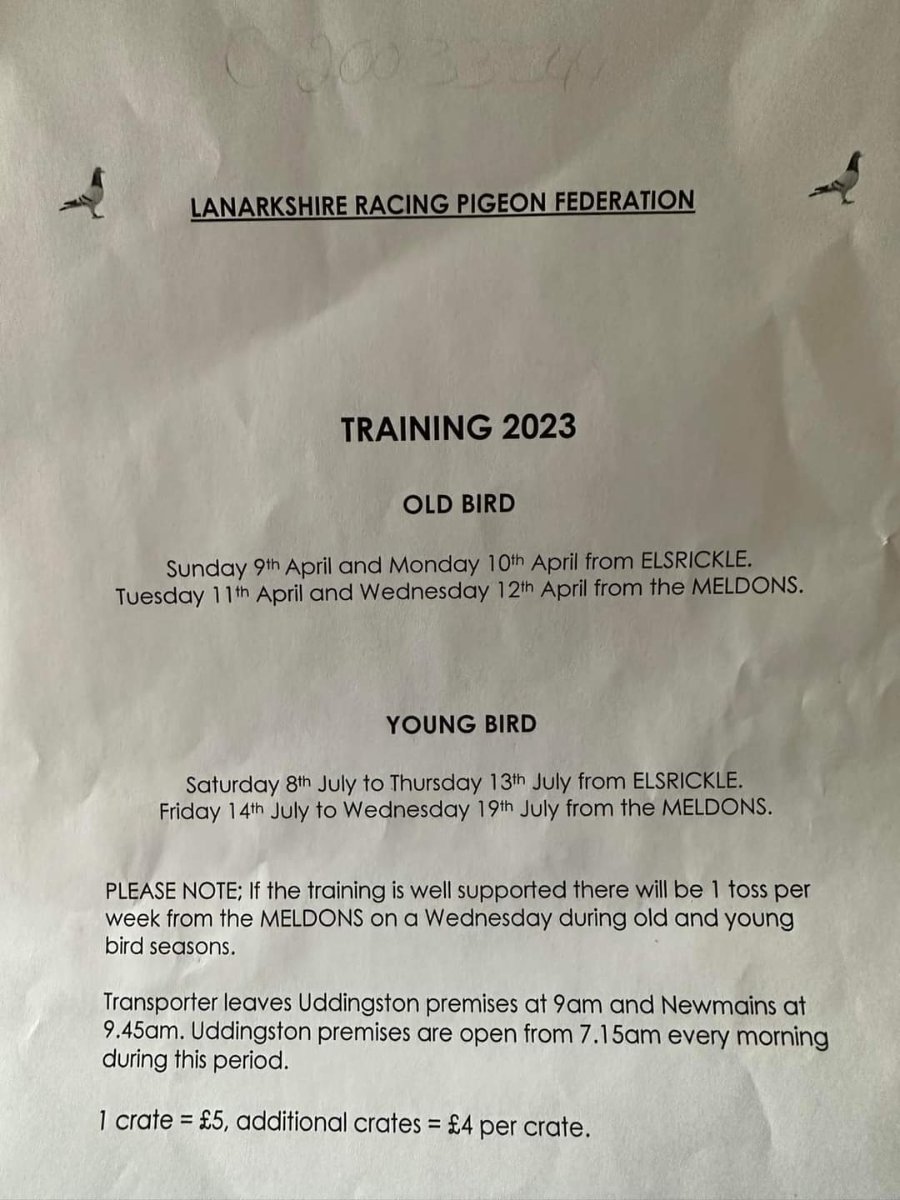 LANARKSHIRE RACING PIGEON FEDERATION
TRAINING 2023
OLD BIRD
Sunday 9th April and Monday 10th April from ELSRICKLE.
Tuesday 11th April and Wednesday 12th April from the MELDONS.
YOUNG BIRD
Saturday 8th July to Thursday 13th July from ELSRICKLE.
Friday 14th July to Wednesday 19th July from the MELDONS.
PLEASE NOTE; If the training is well supported there will be 1 toss per
week from the MELDONS on a Wednesday during old and young
bird seasons.
Transporter leaves Uddingston premises at 9am and Newmains at
9.45am. Uddingston premises are open from 7.15am every morning
during this period.
1 crate = £5, additional crates = £4 per crate.